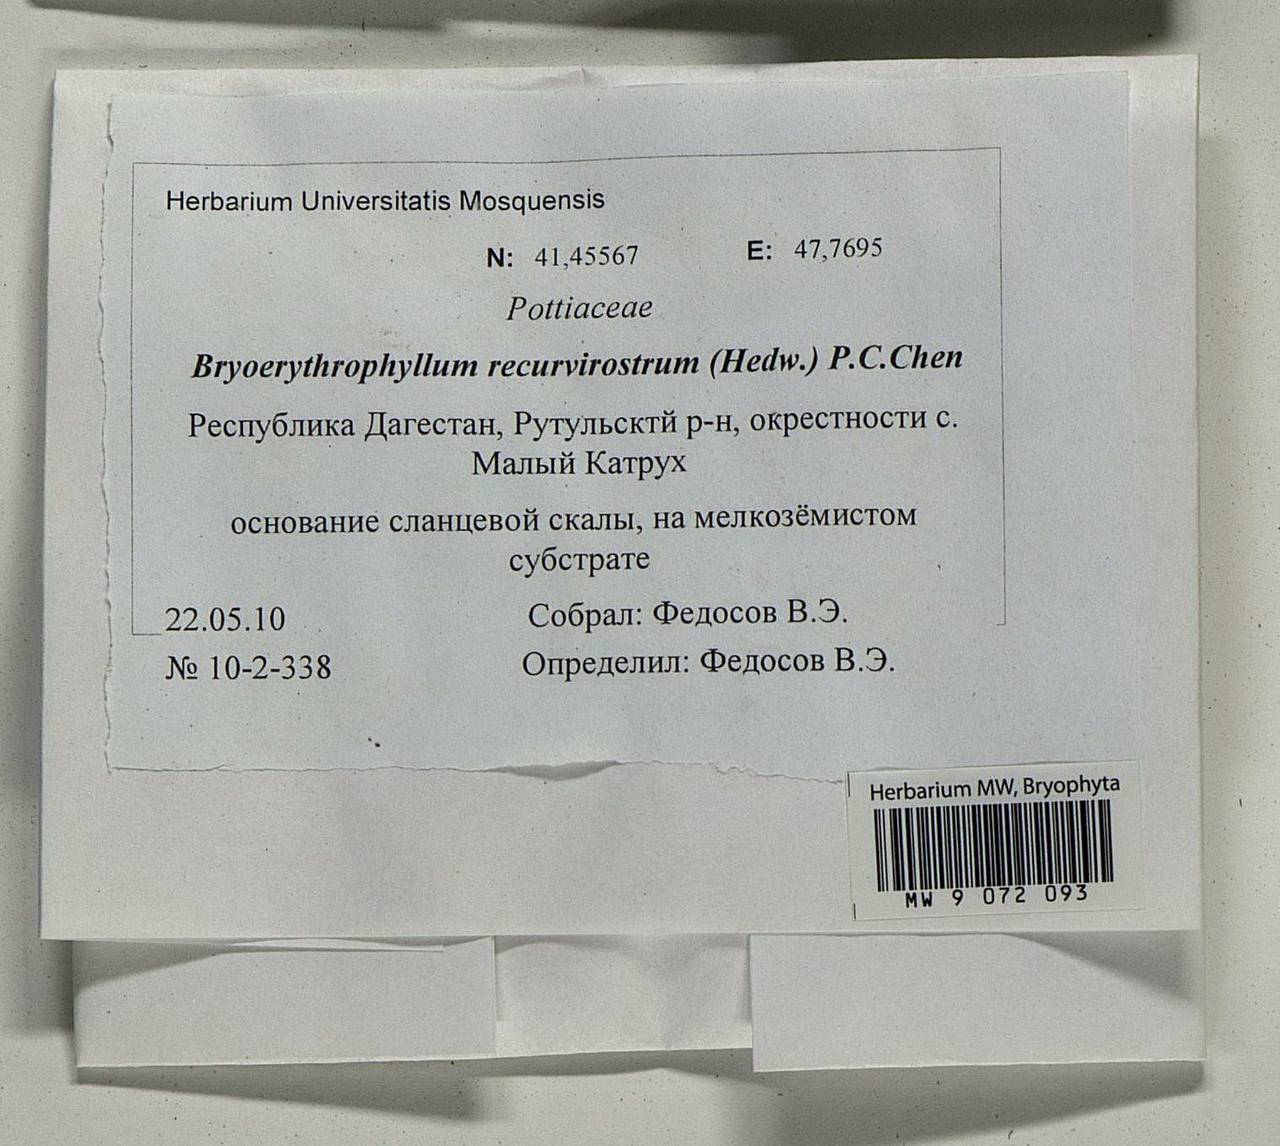 Herbarium Universitatis Mosquensis
N: 41,45567 E: 47,7695
Pottiaceae
Bryoerythrophyllum recurvirostrum (Hedw.) P.C.Chen
Республика Дагестан, Рутульсктй р-н, окрестности с.
Малый Катрух
основание сланцевой скалы, на мелкозёмистом
субстрате
22.05.10 Собрал: Федосов В.Э.
№ 10-2-338 Определил: Федосов В.Э.
Herbarium MW, Bryophyta
MW 9 072 093